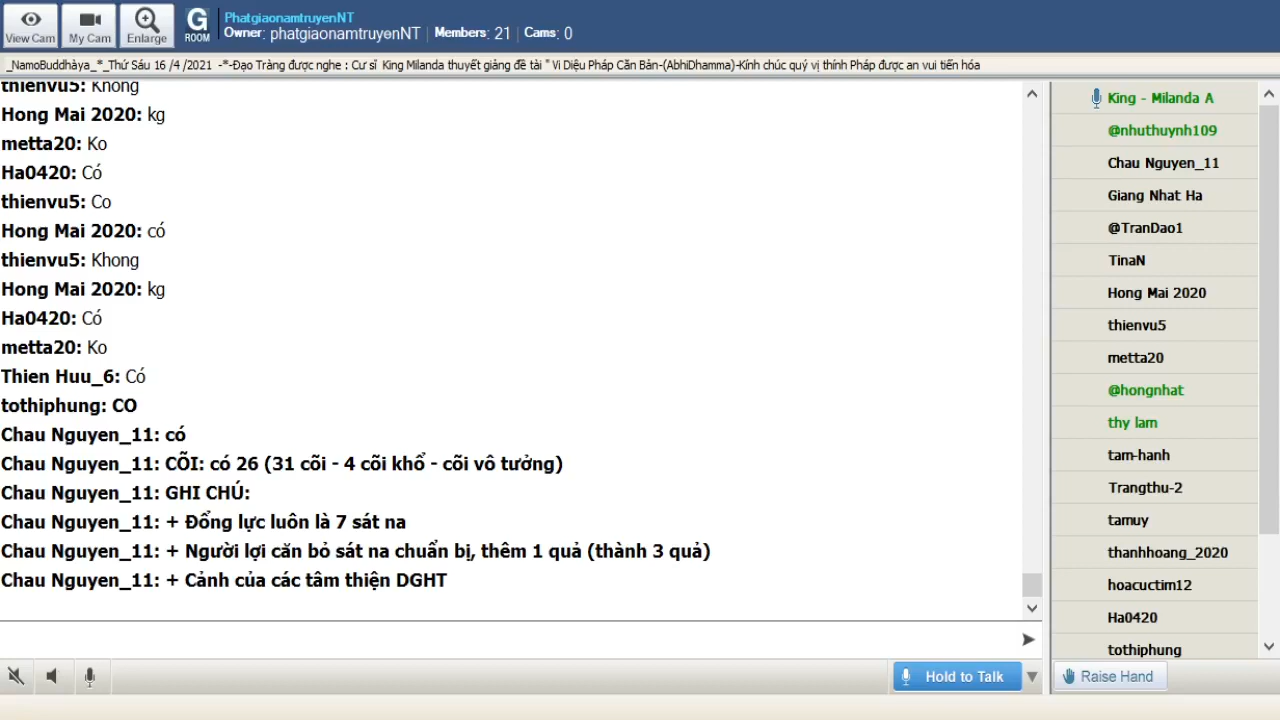 View Cam
My Cam
Enlarge
G
ROOM
PhatgiaonamtruyenNT
Owner: phatgiaonamtruyenNT | Members: 21 | Cams: 0
_NamoBuddhàya_*_Thứ Sáu 16 /4 /2021 -*-Đạo Tràng được nghe : Cư sĩ King Milanda thuyết giảng đề tài " Vi Diệu Pháp Căn Bản-(AbhiDhamma)-Kính chúc quý vị thính Pháp được an vui tiến hóa
thienvu5: Khong
Hong Mai 2020: kg
metta20: Ko
Ha0420: Có
thienvu5: Co
Hong Mai 2020: có
thienvu5: Khong
Hong Mai 2020: kg
Ha0420: Có
metta20: Ko
Thien Huu_6: Có
tothiphung: CO
Chau Nguyen_11: có
Chau Nguyen_11: CÕI: có 26 (31 cõi - 4 cõi khổ - cõi vô tưởng)
Chau Nguyen_11: GHI CHÚ:
Chau Nguyen_11: + Đổng lực luôn là 7 sát na
Chau Nguyen_11: + Người lợi căn bỏ sát na chuẩn bị, thêm 1 quả (thành 3 quả)
Chau Nguyen_11: + Cảnh của các tâm thiện DGHT
King - Milanda A
@nhuthuynh109
Chau Nguyen_11
Giang Nhat Ha
@TranDao1
TinaN
Hong Mai 2020
thienvu5
metta20
@hongnhat
thy lam
tam-hanh
Trangthu-2
tamuy
thanhhoang_2020
hoacuctim12
Ha0420
tothiphung
Hold to Talk
Raise Hand